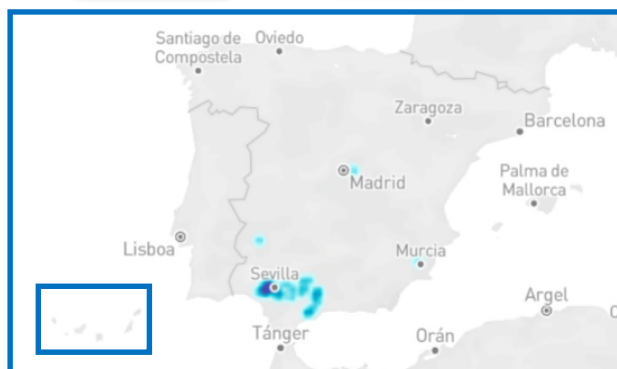 Santiago de
Compostela
Oviedo
Zaragoza
Barcelona
Madrid
Palma de
Mallorca
Lisboa
Sevilla
Murcia
Argel
Tánger
Orán